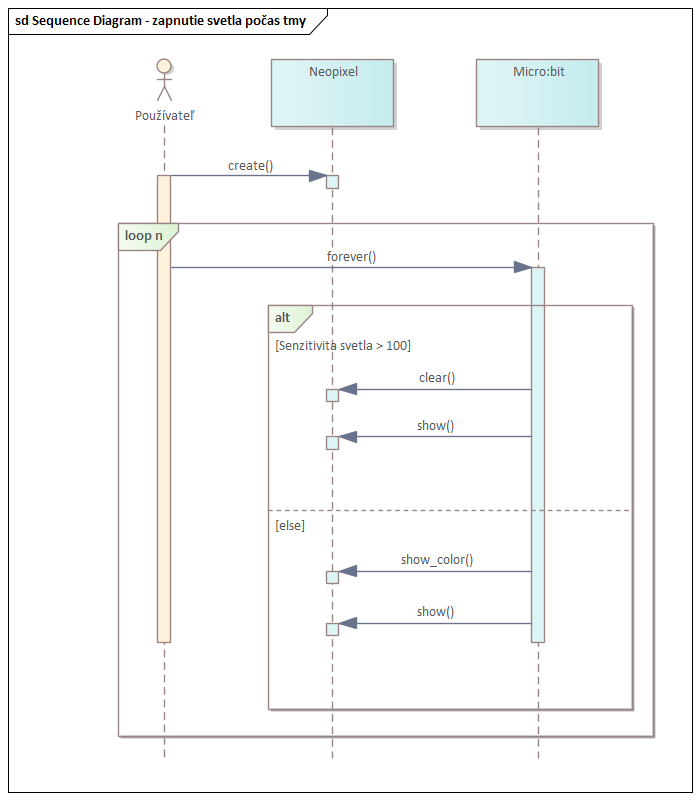 sd Sequence Diagram - zapnutie svetla počas tmy
Používateľ
Neopixel
Micro:bit
create()
loop n
forever()
alt
[Senzitivita svetla > 100]
clear()
show()
[else]
show_color()
show()